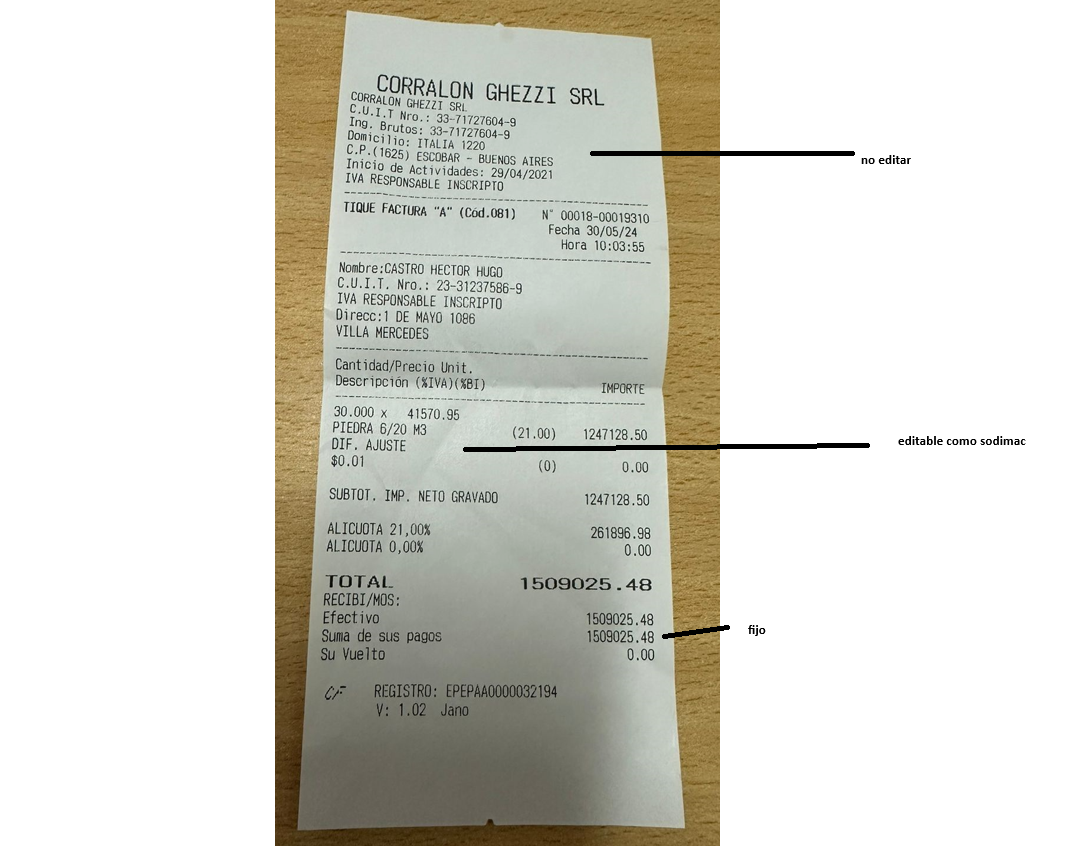 CORRALON GHEZZI SRL
CORRALON GHEZZI SRL
C.U.I.T Nro.: 33-71727604-9
Ing. Brutos: 33-71727604-9
Domicilio: ITALIA 1220
C.P.(1625) ESCOBAR - BUENOS AIRES
Inicio de Actividades: 29/04/2021
IVA RESPONSABLE INSCRIPTO
no editar
TIQUE FACTURA "A" (Cód.081) N° 00018-00019310
Fecha 30/05/24
Hora 10:03:55
Nombre:CASTRO HECTOR HUGO
C.U.I.T. Nro.: 23-31237586-9
IVA RESPONSABLE INSCRIPTO
Direcc:1 DE MAYO 1086
VILLA MERCEDES
Cantidad/Precio Unit.
Descripción (%IVA)(%BI) IMPORTE
30.000 x 41570.95
PIEDRA 6/20 M3 (21.00) 1247128.50
DIF. AJUSTE
editable como sodimac
$0.01 (0) 0.00
SUBTOT. IMP. NETO GRAVADO 1247128.50
ALICUOTA 21,00% 261896.98
ALICUOTA 0,00% 0.00
TOTAL 1509025.48
RECIBI/MOS:
Efectivo 1509025.48
Suma de sus pagos 1509025.48
fijo
Su Vuelto 0.00
CF REGISTRO: EPEPAA0000032194
V: 1.02 Jano